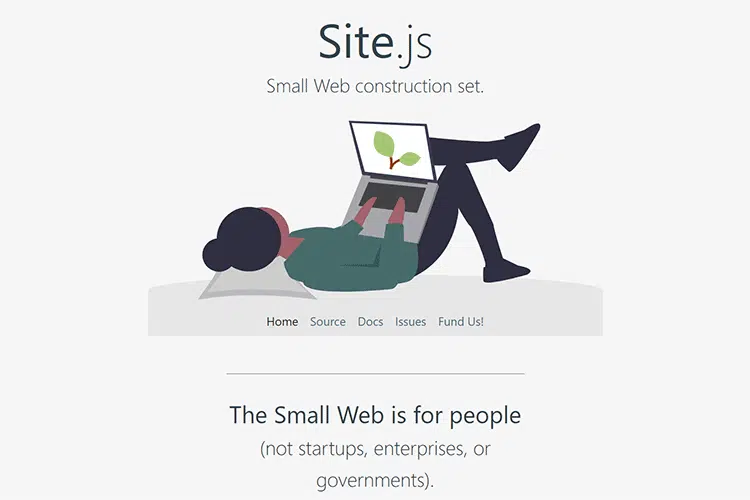 Site.js
Small Web construction set.
Home Source Docs Issues Fund Us!
The Small Web is for people
(not startups, enterprises, or
governments).